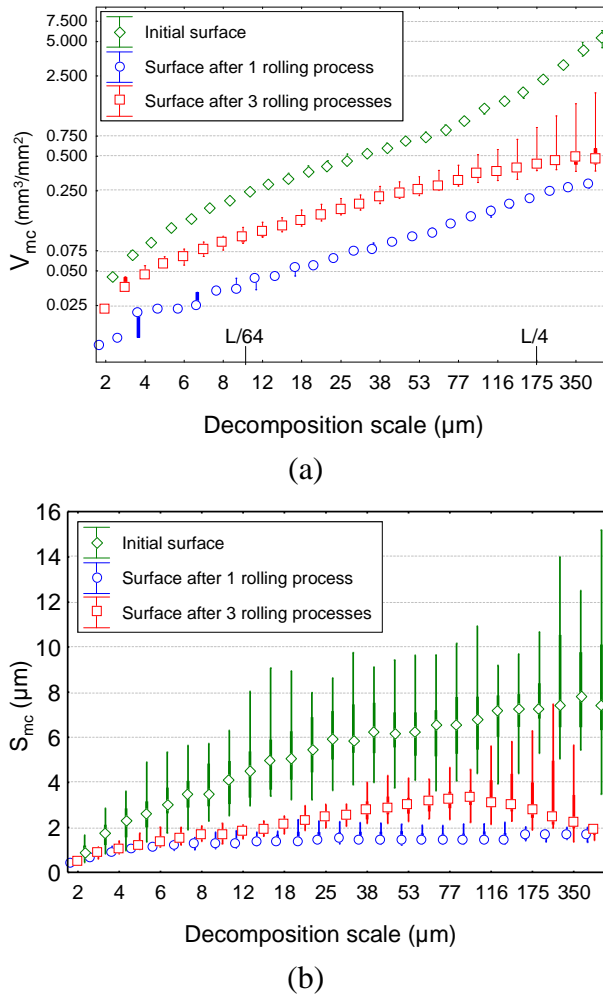 7.500
5.000
2.500
0.750
0.500
0.250
0.075
0.050
0.025
V_mc (mm³/mm²)
Initial surface
Surface after 1 rolling process
Surface after 3 rolling processes
L/64
L/4
2 4 6 8 12 18 25 38 53 77 116 175 350
Decomposition scale (μm)
(a)
16
14
12
10
8
6
4
2
0
S_mc (μm)
Initial surface
Surface after 1 rolling process
Surface after 3 rolling processes
2 4 6 8 12 18 25 38 53 77 116 175 350
Decomposition scale (μm)
(b)